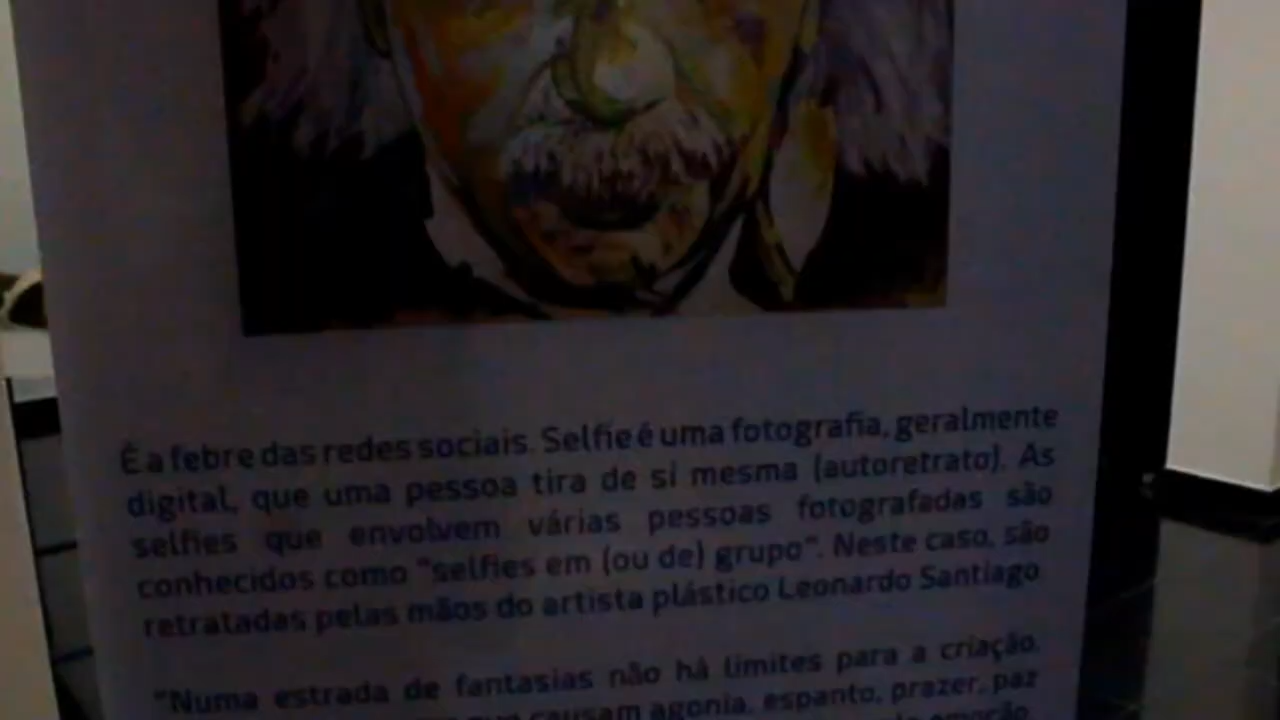 É a febre das redes sociais. Selfie é uma fotografia, geralmente
digital, que uma pessoa tira de si mesma (autoretrato). As
selfies que envolvem várias pessoas fotografadas são
conhecidos como "selfies em (ou de) grupo". Neste caso, são
retratadas pelas mãos do artista plástico Leonardo Santiago
"Numa estrada de fantasias não há limites para a criação.
que causam agonia, espanto, prazer, paz
emoção